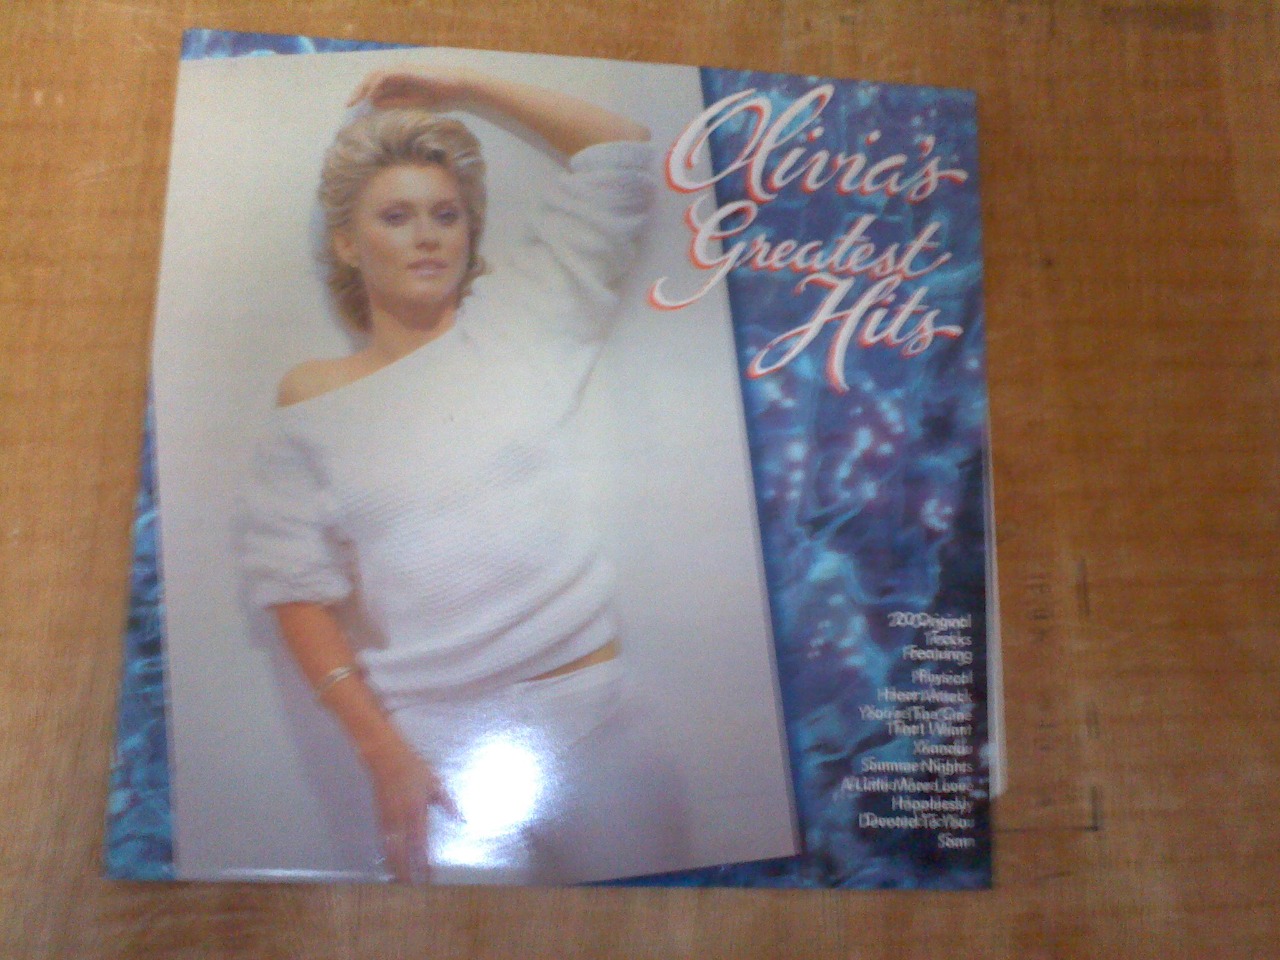 Olivia's
Greatest
Hits
20 Original
Tracks
Featuring
Physical
Heart Attack
You're The One
That I Want
Xanadu
Summer Nights
A Little More Love
Hopelessly
Devoted To You
Sam